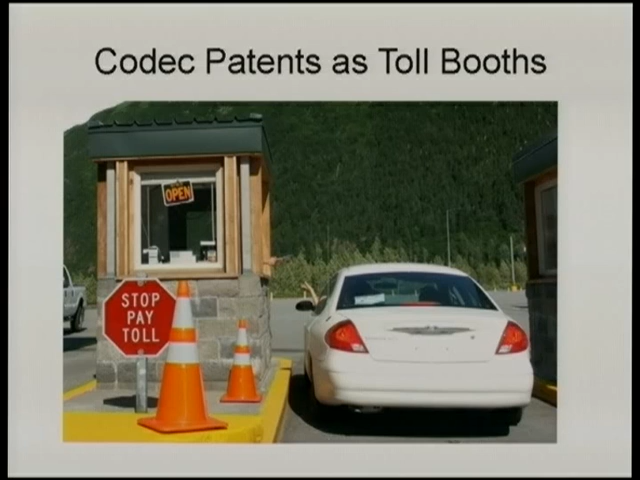 Codec Patents as Toll Booths
OPEN
STOP
PAY
TOLL